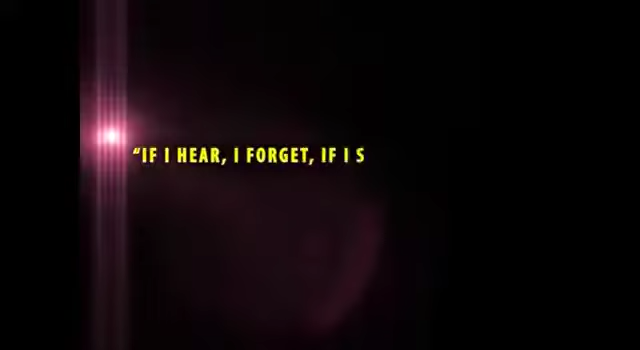 “IF I HEAR, I FORGET, IF I S